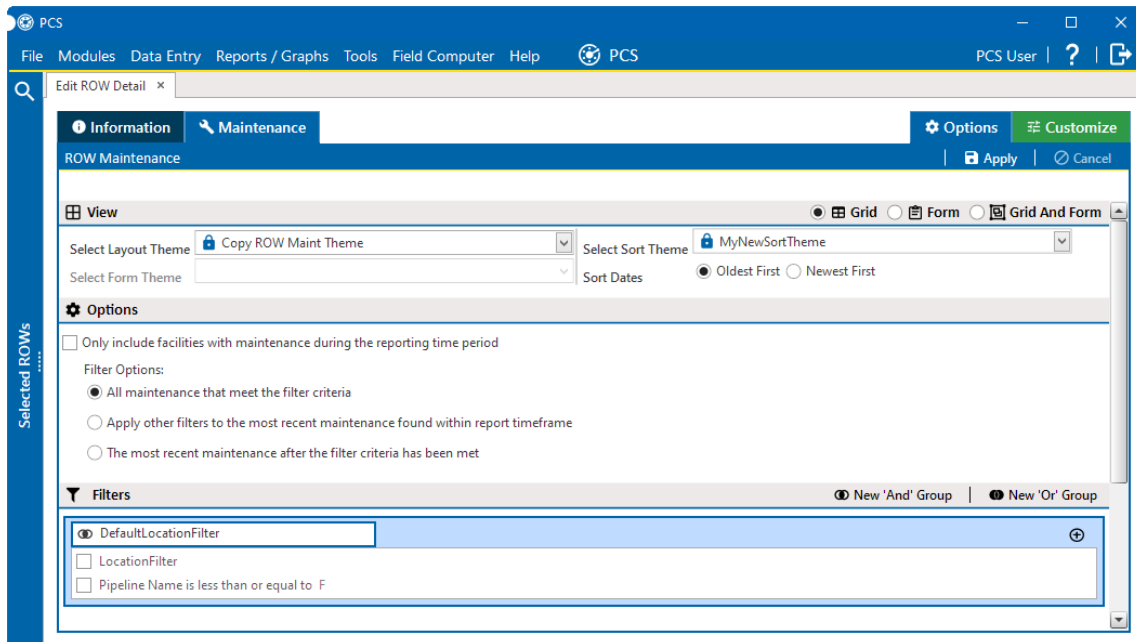 PCS
File Modules Data Entry Reports / Graphs Tools Field Computer Help PCS PCS User ?
Edit ROW Detail ×
Information Maintenance Options Customize
ROW Maintenance Apply Cancel
View Grid Form Grid And Form
Select Layout Theme Copy ROW Maint Theme Select Sort Theme MyNewSortTheme
Select Form Theme Sort Dates Oldest First Newest First
Options
Only include facilities with maintenance during the reporting time period
Filter Options:
All maintenance that meet the filter criteria
Apply other filters to the most recent maintenance found within report timeframe
The most recent maintenance after the filter criteria has been met
Selected ROWs
Filters New 'And' Group New 'Or' Group
DefaultLocationFilter
LocationFilter
Pipeline Name is less than or equal to F